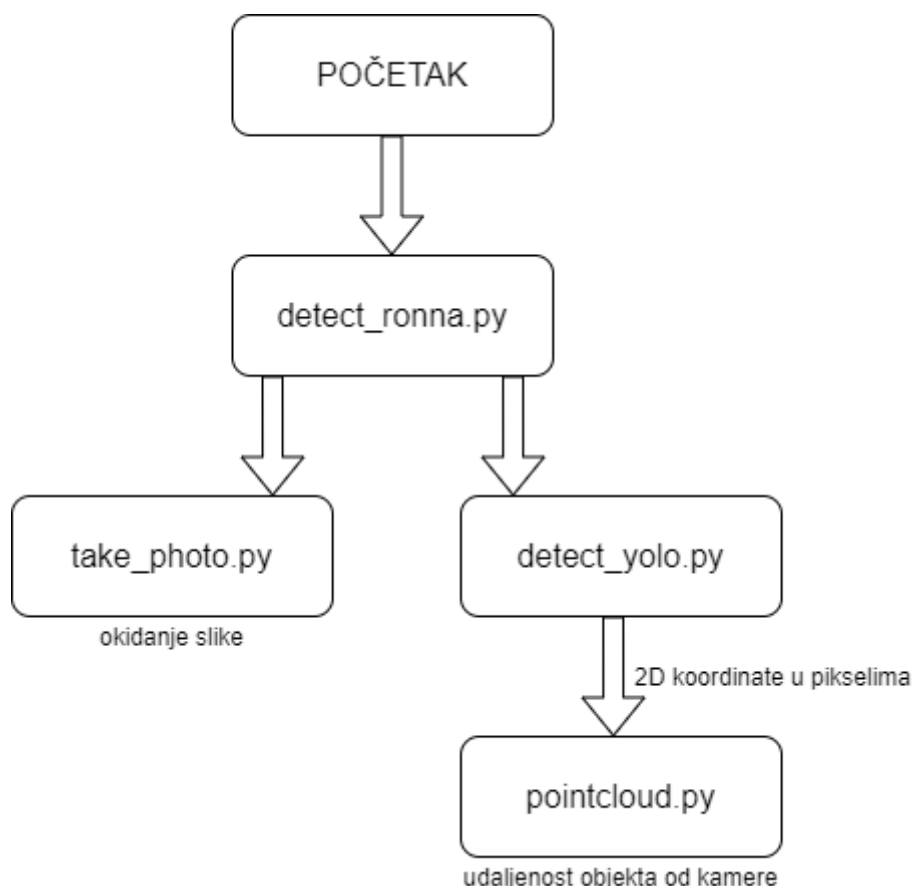 POČETAK
detect_ronna.py
take_photo.py
detect_yolo.py
okidanje slike
2D koordinate u pikselima
pointcloud.py
udaljenost objekta od kamere